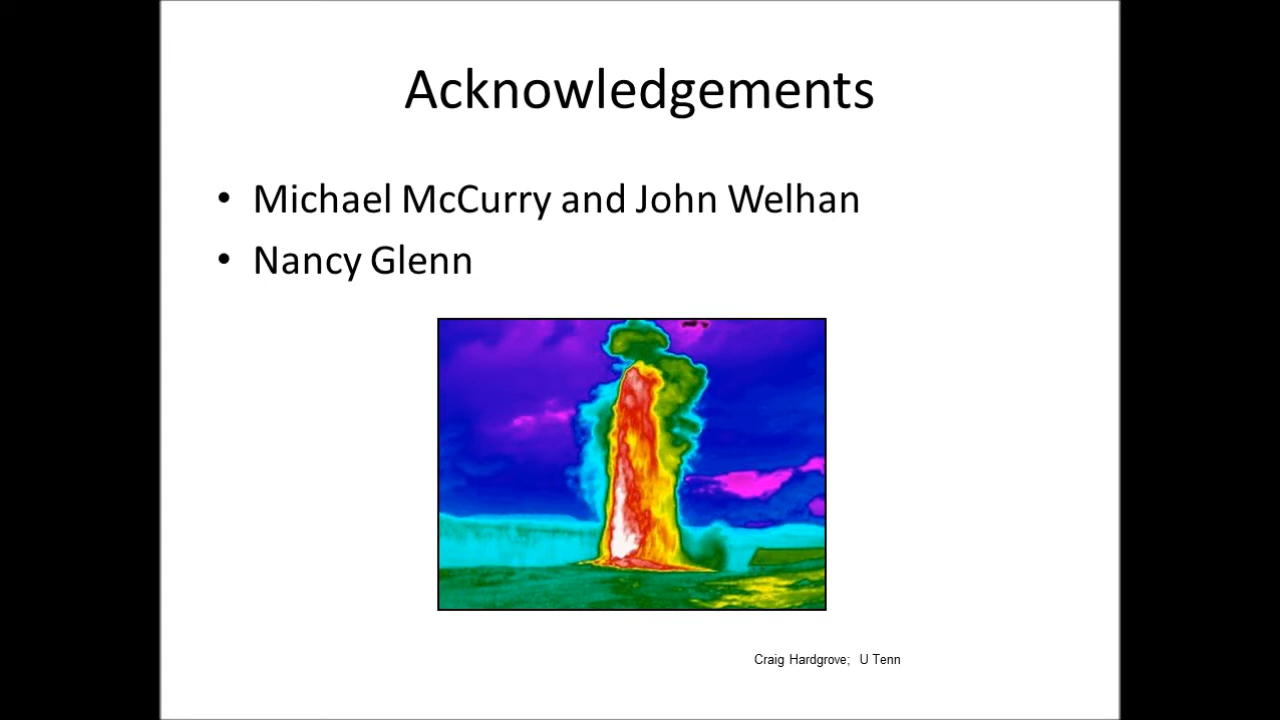 Acknowledgements
• Michael McCurry and John Welhan
• Nancy Glenn
Craig Hardgrove; U Tenn